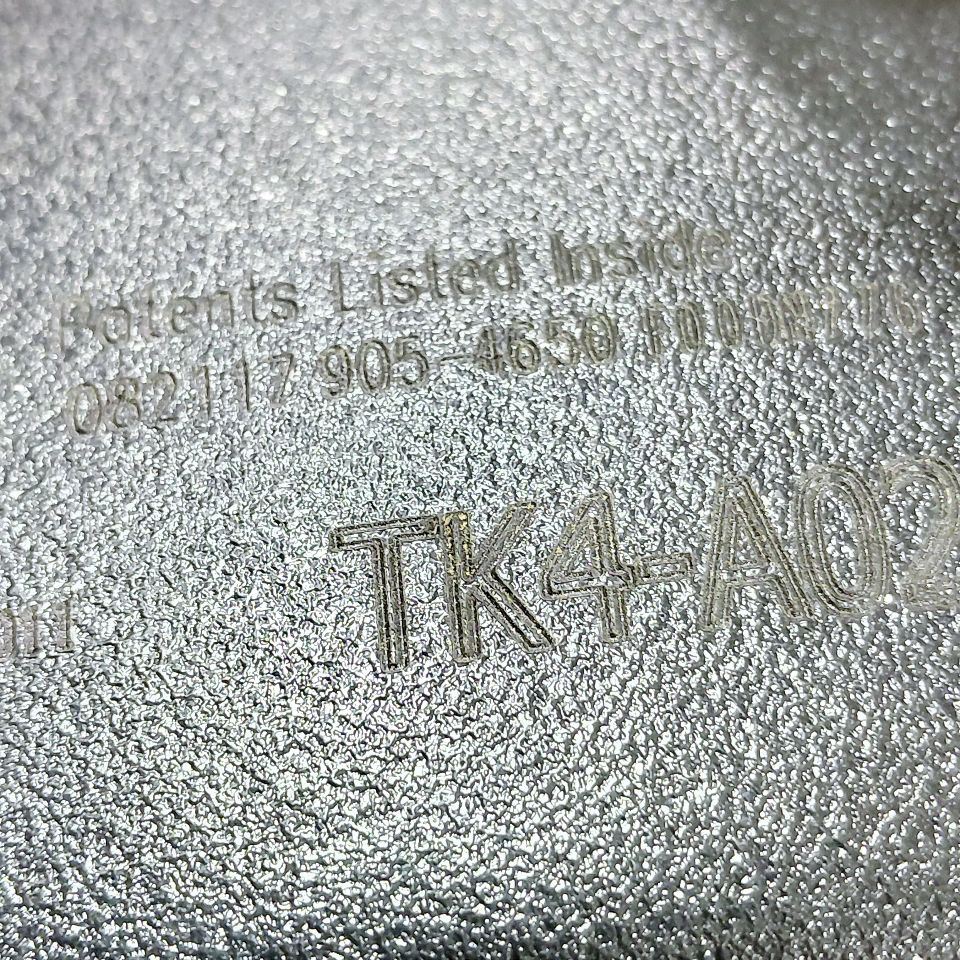 Patents Listed Inside
082117 905-4650
TK4-A02